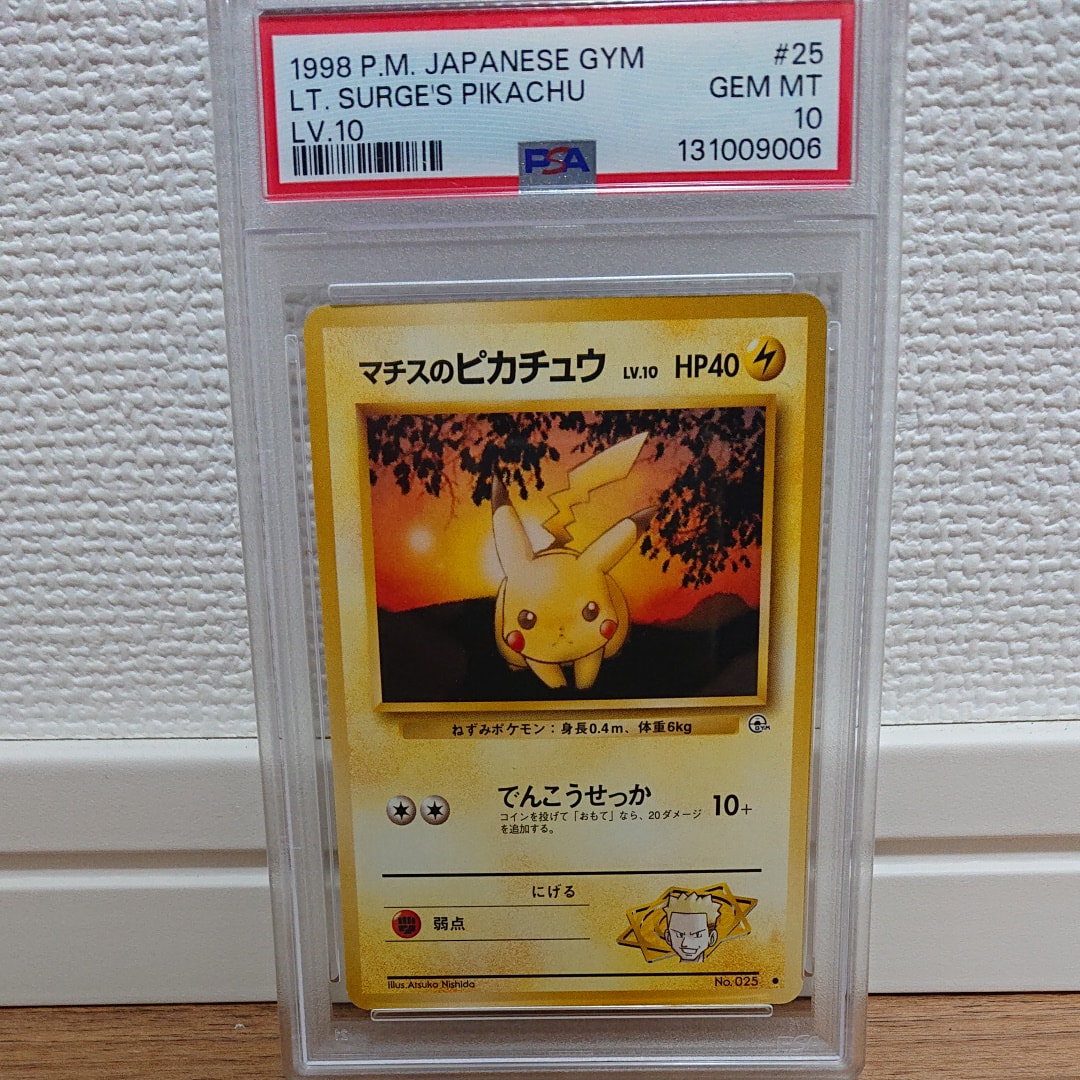 1998 P.M. JAPANESE GYM #25
LT. SURGE'S PIKACHU GEM MT
LV.10 10
PSA 131009006
マチスのピカチュウ LV.10 HP40
ねずみポケモン：身長0.4m、体重6kg
GYM
でんこうせっか 10+
コインを投げて「おもて」なら、20ダメージ
を追加する。
にげる
弱点
Illus.Atsuko Nishida No. 025